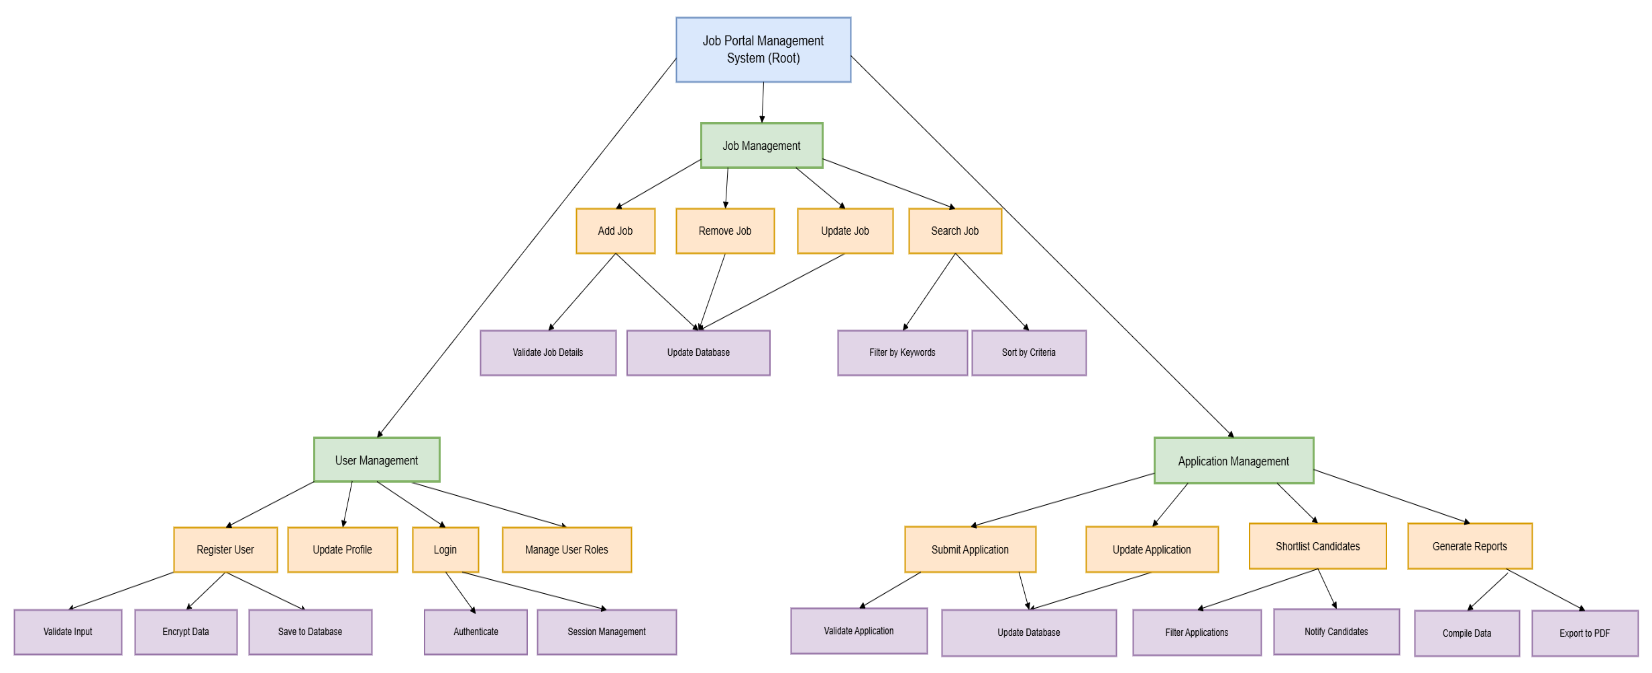 Job Portal Management
System (Root)
Job Management
Add Job
Remove Job
Update Job
Search Job
Validate Job Details
Update Database
Filter by Keywords
Sort by Criteria
User Management
Application Management
Register User
Update Profile
Login
Manage User Roles
Submit Application
Update Application
Shortlist Candidates
Generate Reports
Validate Input
Encrypt Data
Save to Database
Authenticate
Session Management
Validate Application
Update Database
Filter Applications
Notify Candidates
Compile Data
Export to PDF